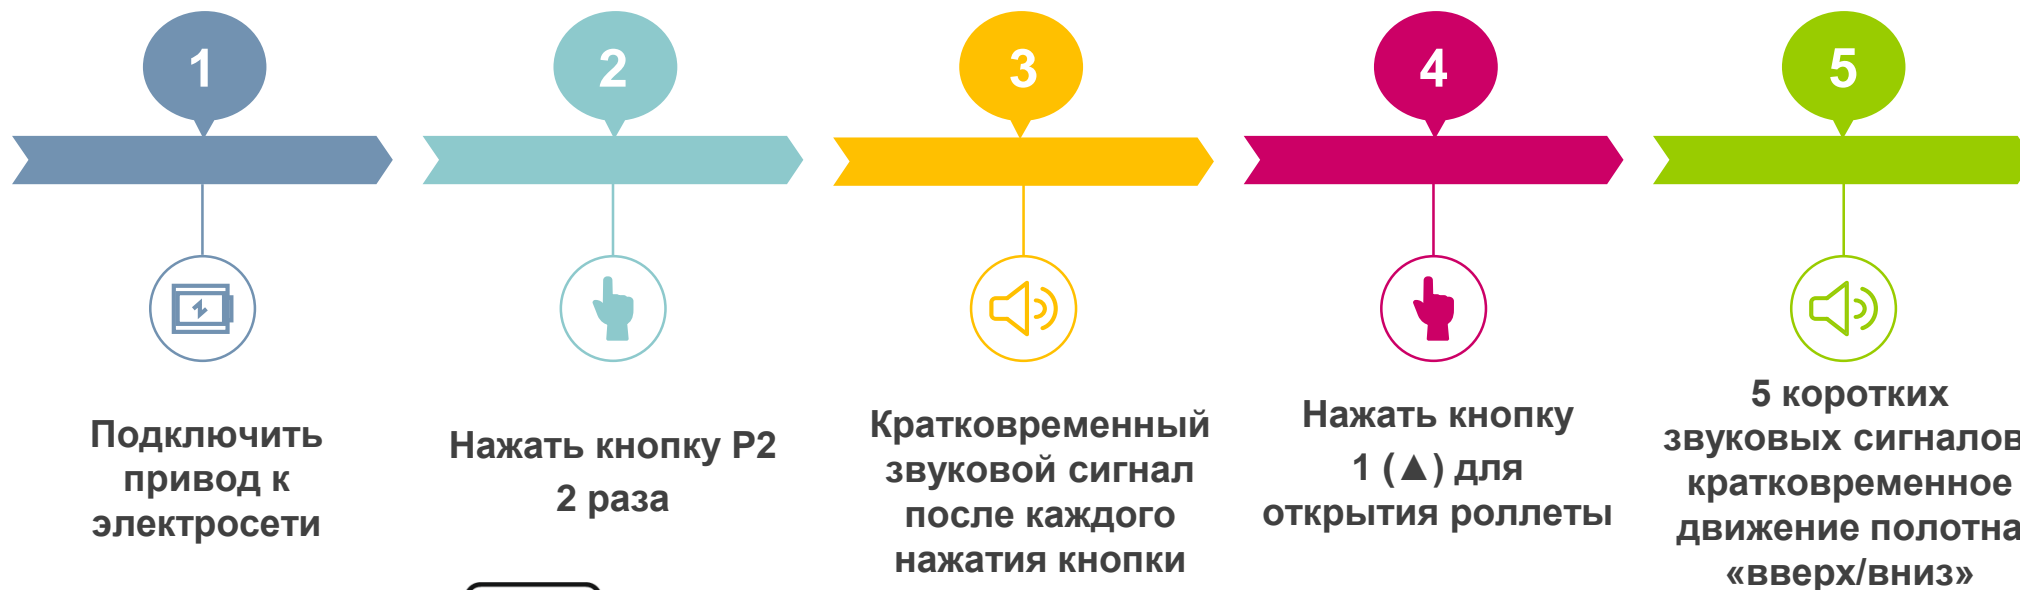 1
2
3
4
5
Подключить
привод к
электросети
Нажать кнопку P2
2 раза
Кратковременный
звуковой сигнал
после каждого
нажатия кнопки
Нажать кнопку
1 (▲) для
открытия роллеты
5 коротких
звуковых сигналов
кратковременное
движение полотна
«вверх/вниз»